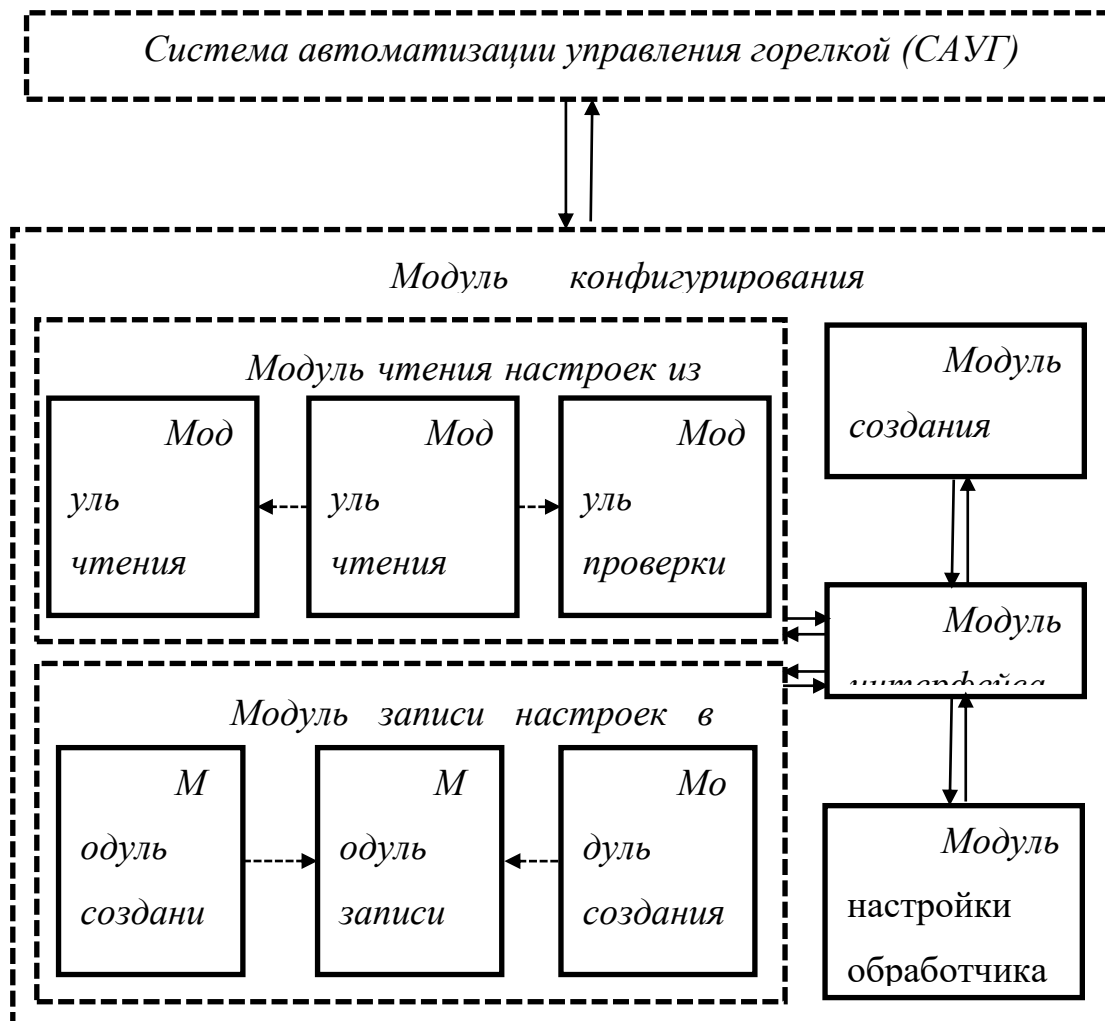 Система автоматизации управления горелкой (САУГ)
Модуль конфигурирования
Модуль чтения настроек из
Мод
уль
чтения
Мод
уль
чтения
Мод
уль
проверки
Модуль
создания
Модуль
Модуль записи настроек в
М
одуль
создани
М
одуль
записи
Мо
дуль
создания
Модуль
настройки
обработчика